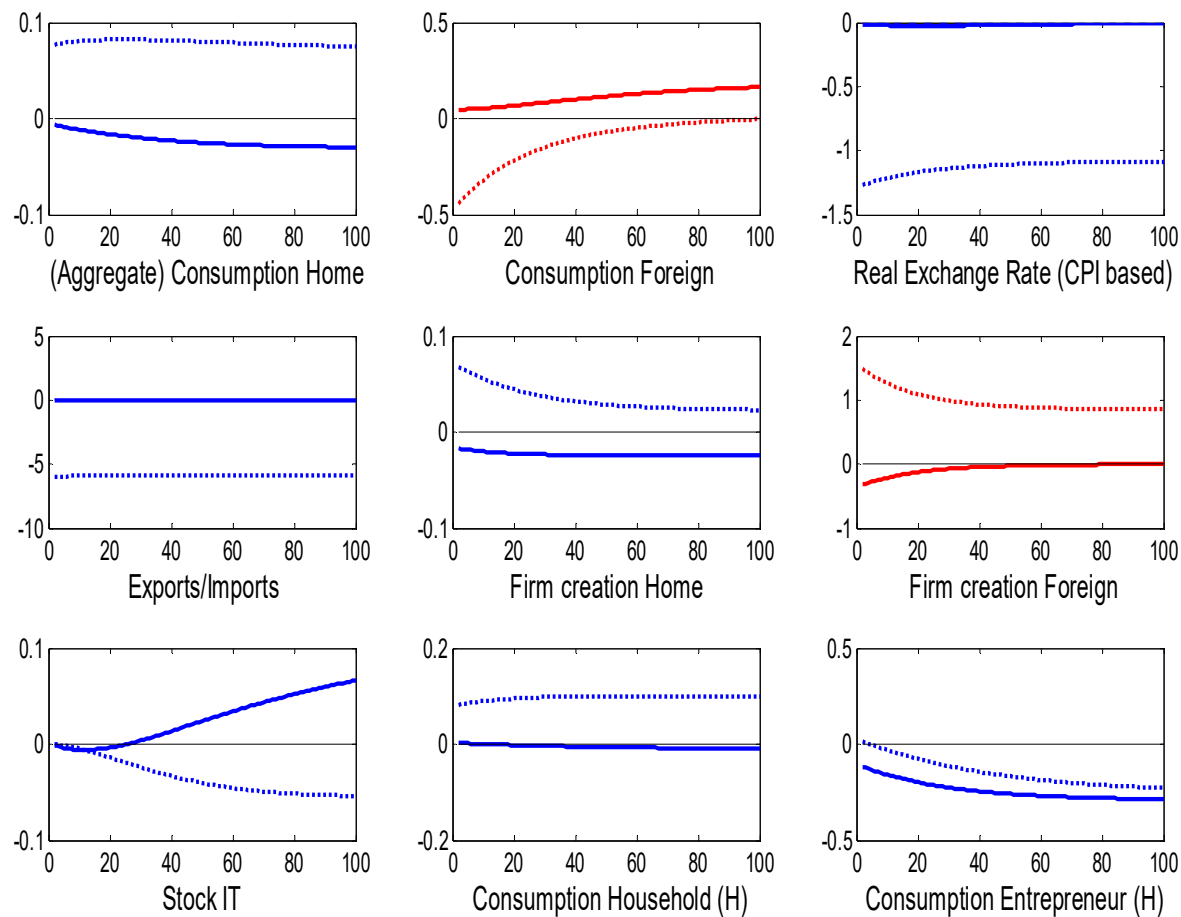 0.1 0.5 0
0 0 -0.5
-1
-0.1 -0.5 -1.5
0 20 40 60 80 100 0 20 40 60 80 100 0 20 40 60 80 100
(Aggregate) Consumption Home Consumption Foreign Real Exchange Rate (CPI based)
5 0.1 2
0 1
0
-5 0
-10 -0.1 -1
0 20 40 60 80 100 0 20 40 60 80 100 0 20 40 60 80 100
Exports/Imports Firm creation Home Firm creation Foreign
0.1 0.2 0.5
0 0 0
-0.1 -0.2 -0.5
0 20 40 60 80 100 0 20 40 60 80 100 0 20 40 60 80 100
Stock IT Consumption Household (H) Consumption Entrepreneur (H)